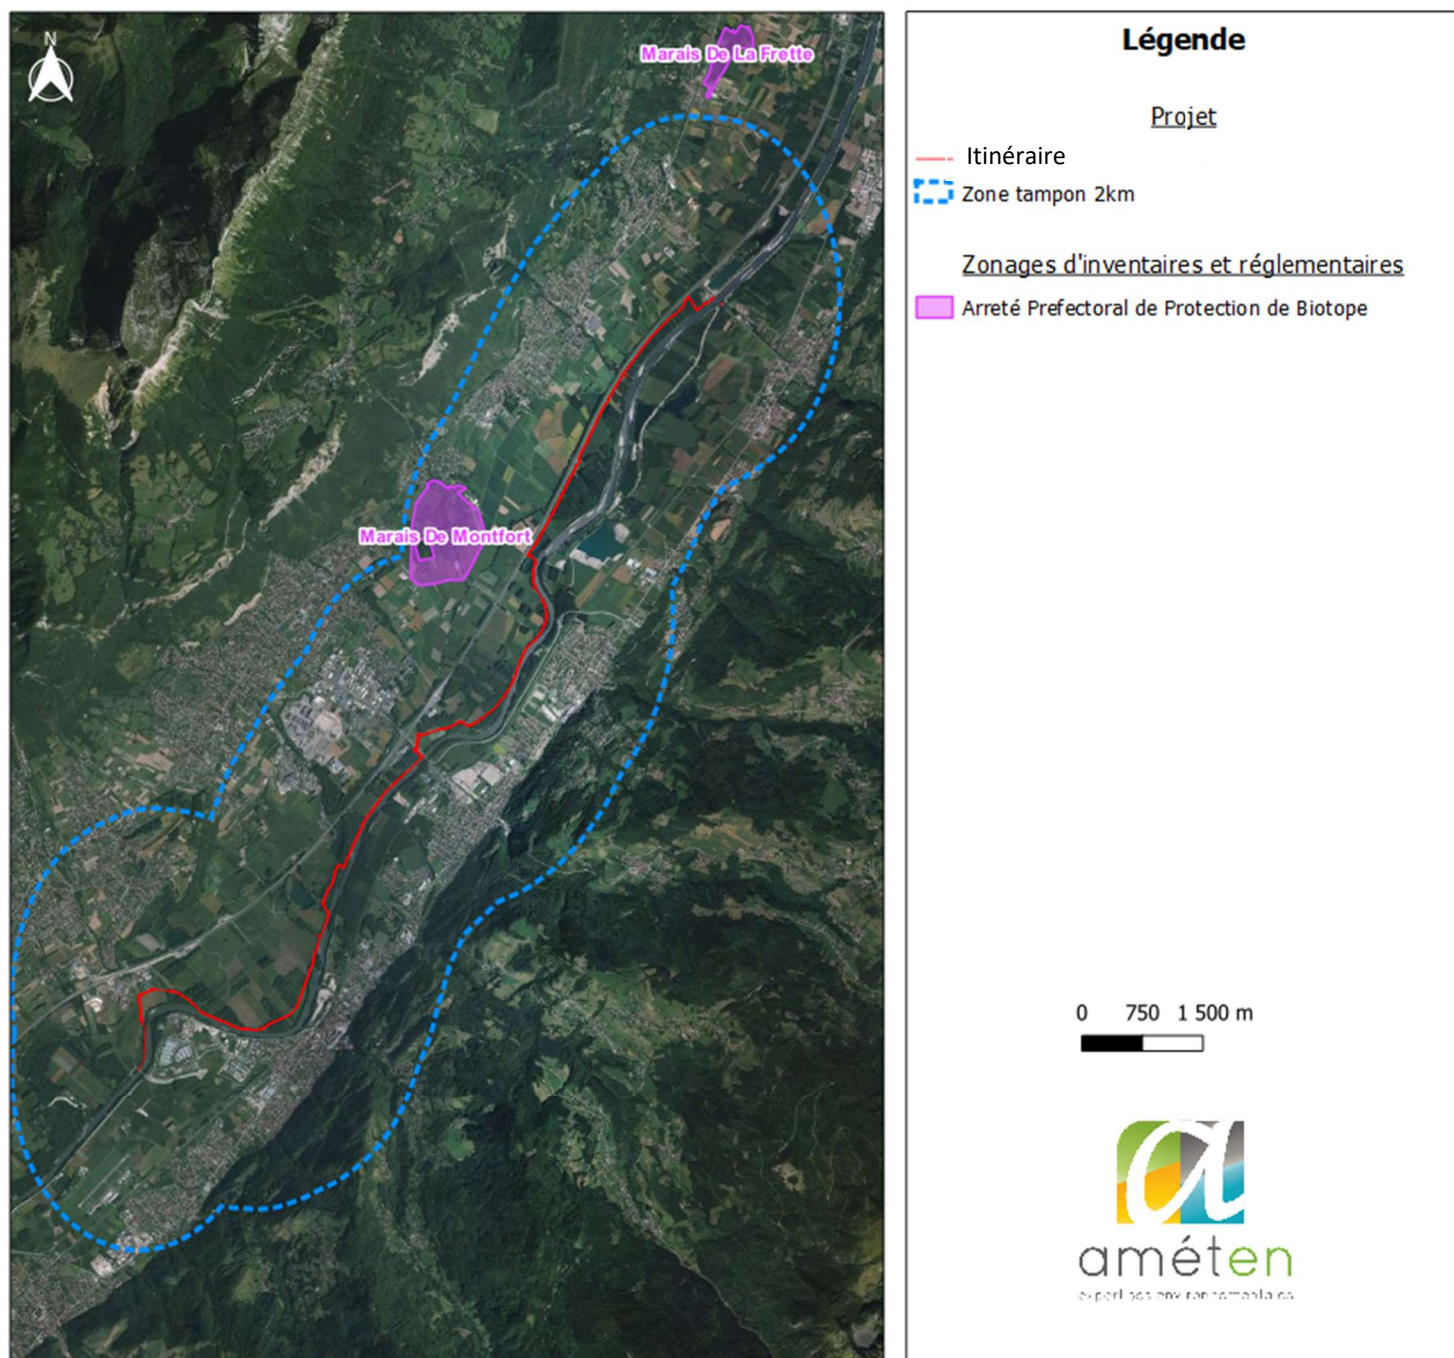 N
Marais De La Frette
Marais De Montfort
Légende
Projet
Itinéraire
Zone tampon 2km
Zonages d'inventaires et réglementaires
Arreté Prefectoral de Protection de Biotope
0 750 1 500 m
améten